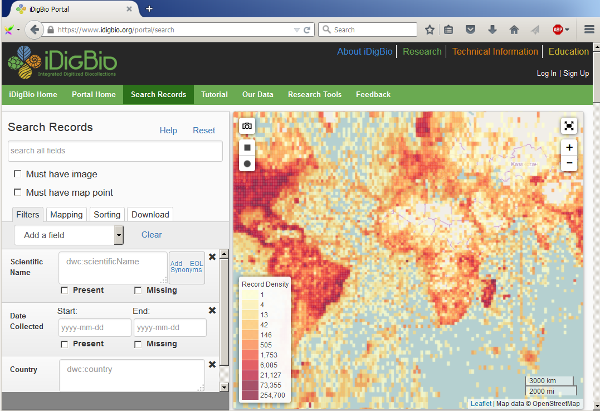 iDigBio Portal
https://www.idigbio.org/portal/search
Search
ABP
iDigBio
Integrated Digitized Biocollections
About iDigBio | Research | Technical Information | Education
Log In | Sign Up
iDigBio Home Portal Home Search Records Tutorial Our Data Research Tools Feedback
Search Records Help Reset
search all fields
Must have image
Must have map point
Filters Mapping Sorting Download
Add a field Clear
Scientific Name
dwc:scientificName
Add EOL Synonyms
Present Missing
Date Collected
Start: End:
yyyy-mm-dd yyyy-mm-dd
Present Missing
Country
dwc:country
+
−
Record Density
1
4
13
42
146
505
1,753
6,085
21,127
73,355
254,700
3000 km
2000 mi
Leaflet | Map data © OpenStreetMap